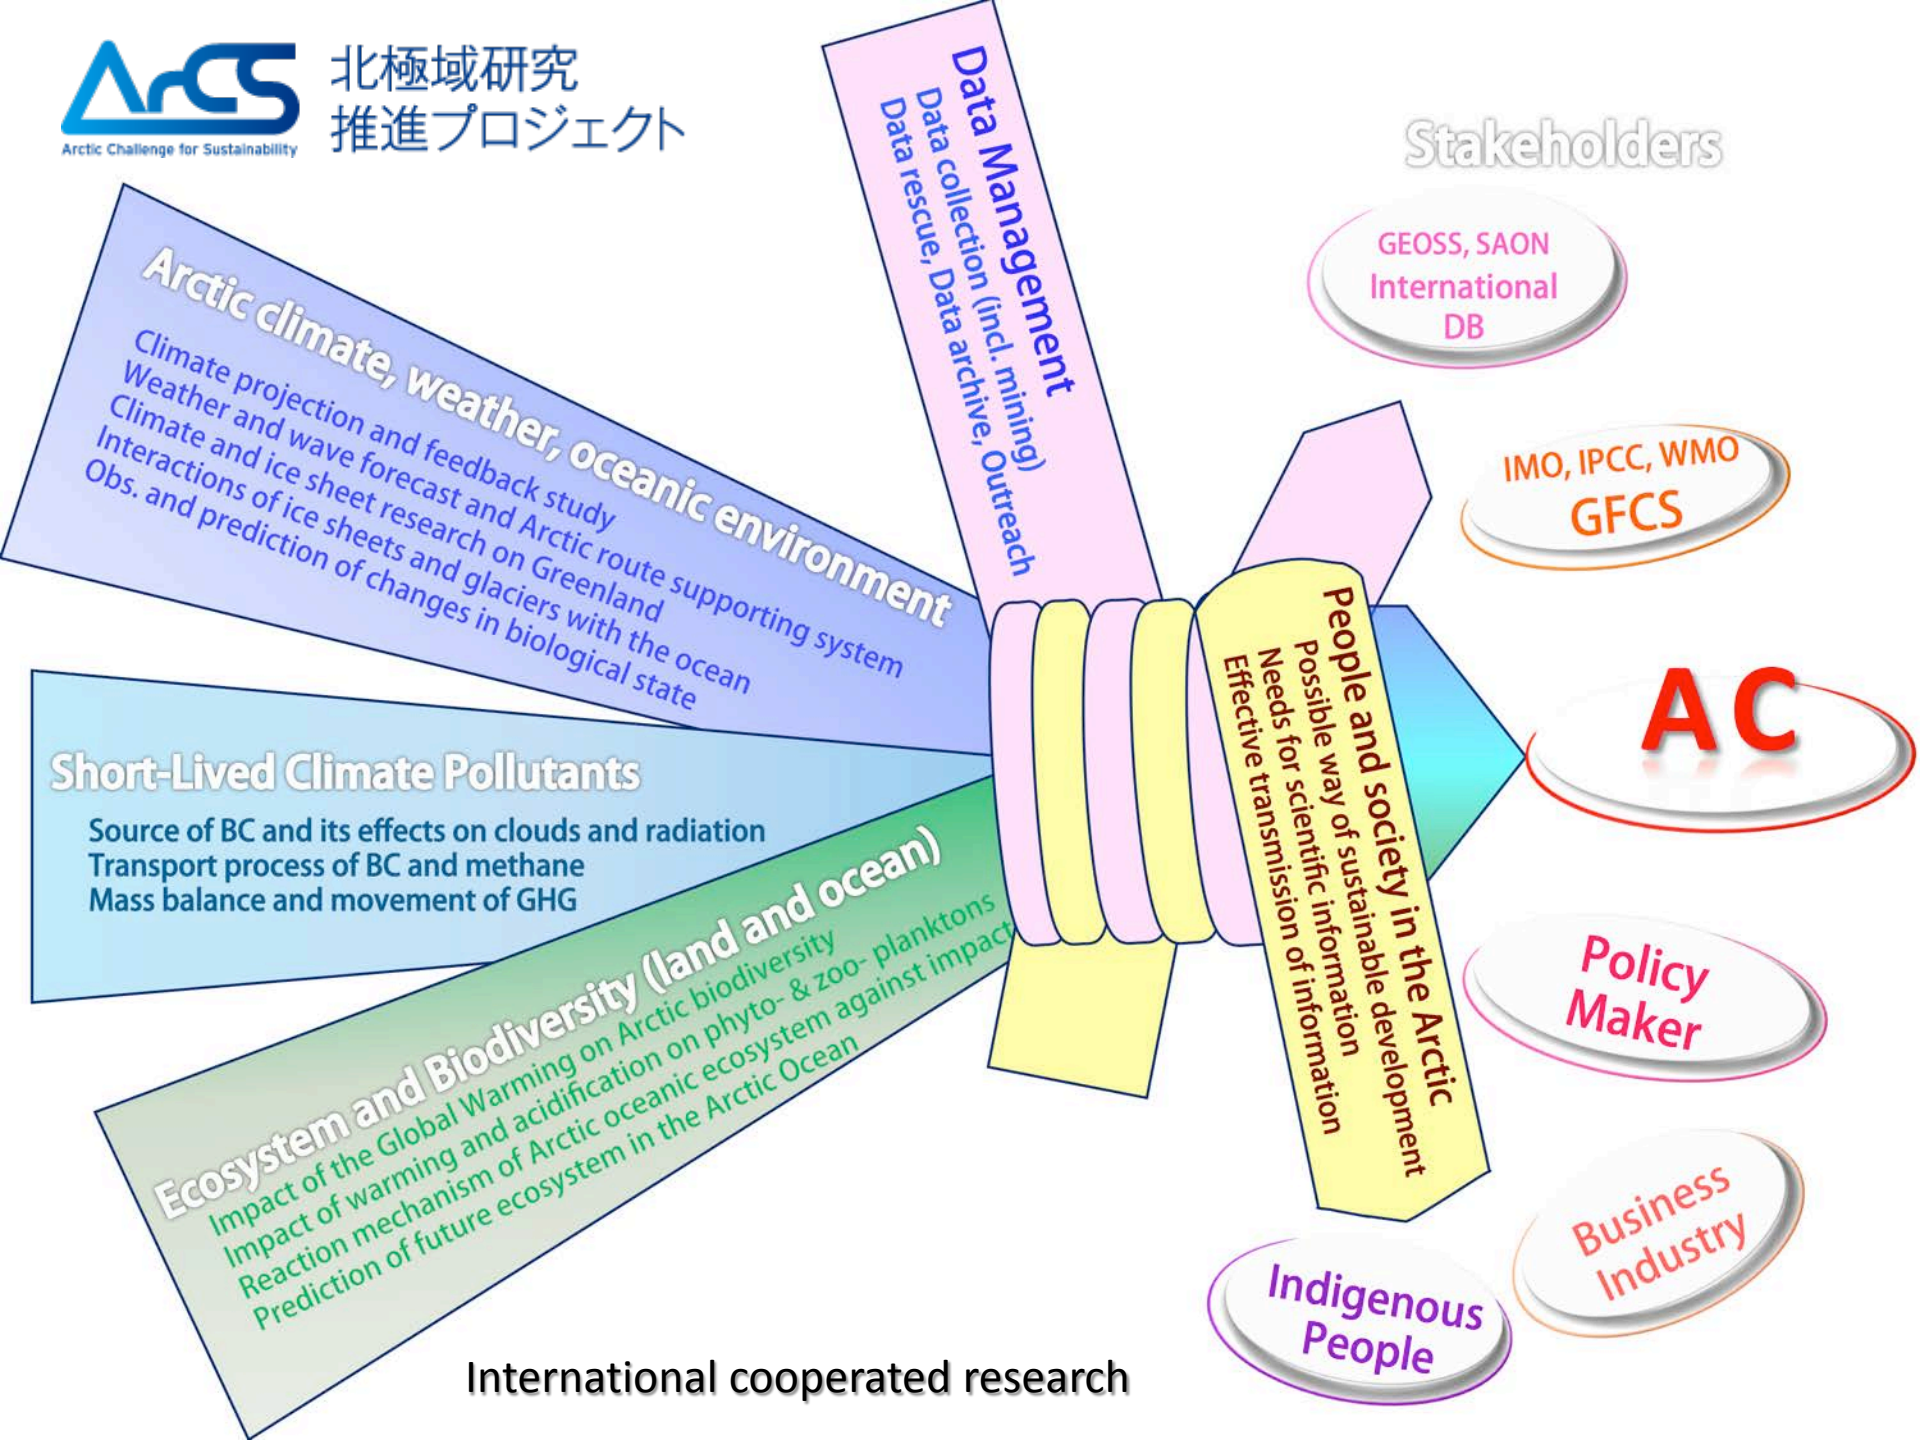 ArCS
Arctic Challenge for Sustainability
北極域研究
推進プロジェクト
Arctic climate, weather, oceanic environment
Climate projection and feedback study
Weather and wave forecast and Arctic route supporting system
Climate and ice sheet research on Greenland
Interactions of ice sheets and glaciers with the ocean
Obs. and prediction of changes in biological state
Short-Lived Climate Pollutants
Source of BC and its effects on clouds and radiation
Transport process of BC and methane
Mass balance and movement of GHG
Ecosystem and Biodiversity (land and ocean)
Impact of the Global Warming on Arctic biodiversity
Impact of warming and acidification on phyto- & zoo- planktons
Reaction mechanism of Arctic oceanic ecosystem against impact
Prediction of future ecosystem in the Arctic Ocean
Data Management
Data collection (incl. mining)
Data rescue, Data archive, Outreach
People and society in the Arctic
Possible way of sustainable development
Needs for scientific information
Effective transmission of information
Stakeholders
GEOSS, SAON
International
DB
IMO, IPCC, WMO
GFCS
AC
Policy
Maker
Business
Industry
Indigenous
People
International cooperated research